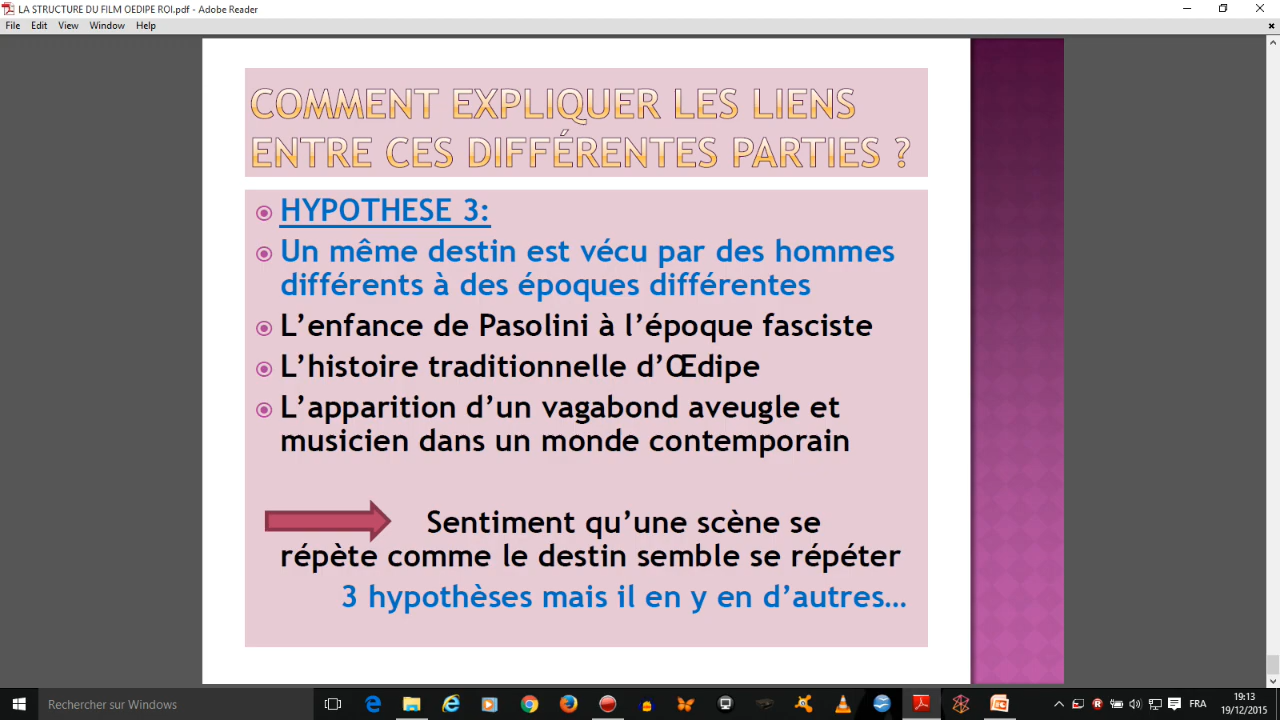 LA STRUCTURE DU FILM OEDIPE ROI.pdf - Adobe Reader
File Edit View Window Help
COMMENT EXPLIQUER LES LIENS
ENTRE CES DIFFÉRENTES PARTIES ?
HYPOTHESE 3:
Un même destin est vécu par des hommes
différents à des époques différentes
L’enfance de Pasolini à l’époque fasciste
L’histoire traditionnelle d’Œdipe
L’apparition d’un vagabond aveugle et
musicien dans un monde contemporain
Sentiment qu’une scène se
répète comme le destin semble se répéter
3 hypothèses mais il en y en d’autres…
Rechercher sur Windows
FRA
19:13
19/12/2015